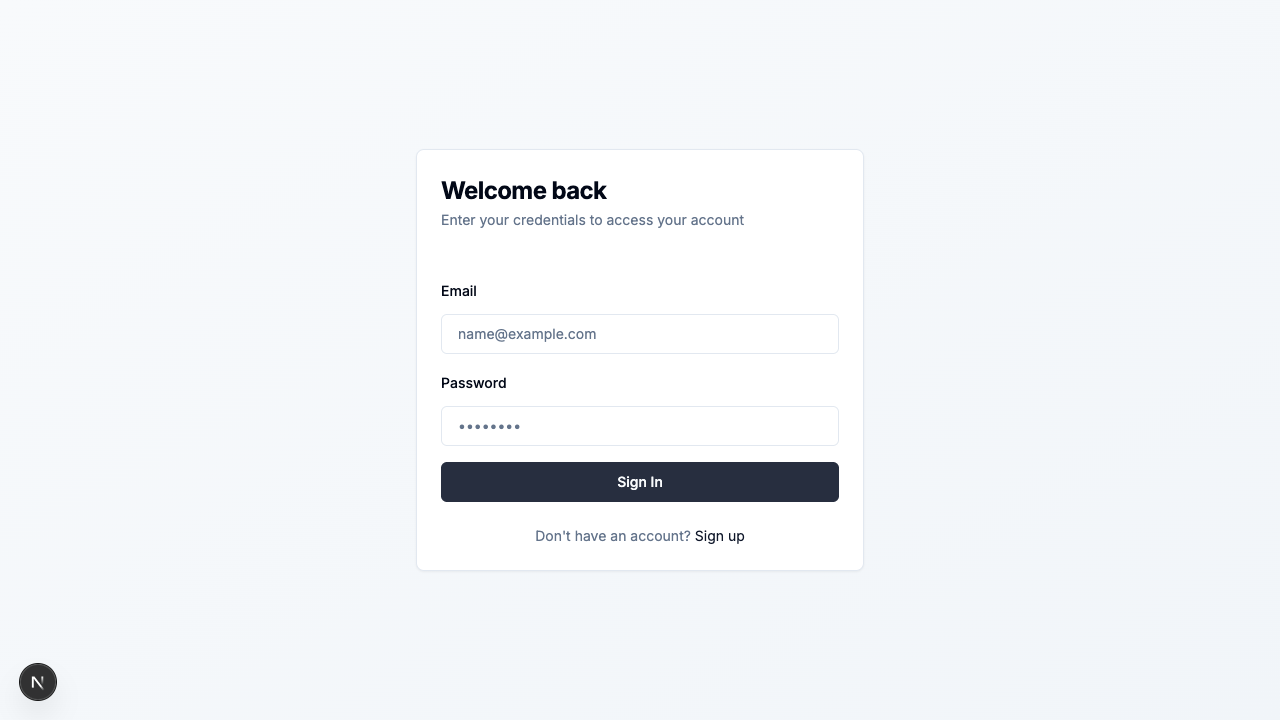 Welcome back
Enter your credentials to access your account
Email
name@example.com
Password
••••••••
Sign In
Don't have an account? Sign up
N